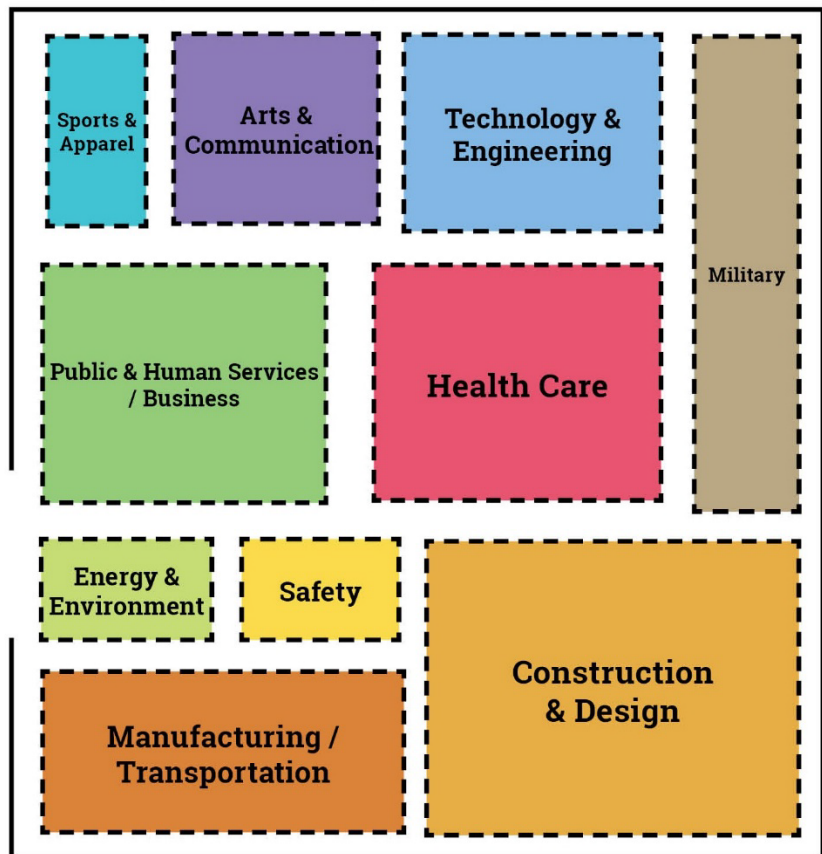 Sports &
Apparel
Arts &
Communication
Technology &
Engineering
Military
Public & Human Services
/ Business
Health Care
Energy &
Environment
Safety
Construction
& Design
Manufacturing /
Transportation